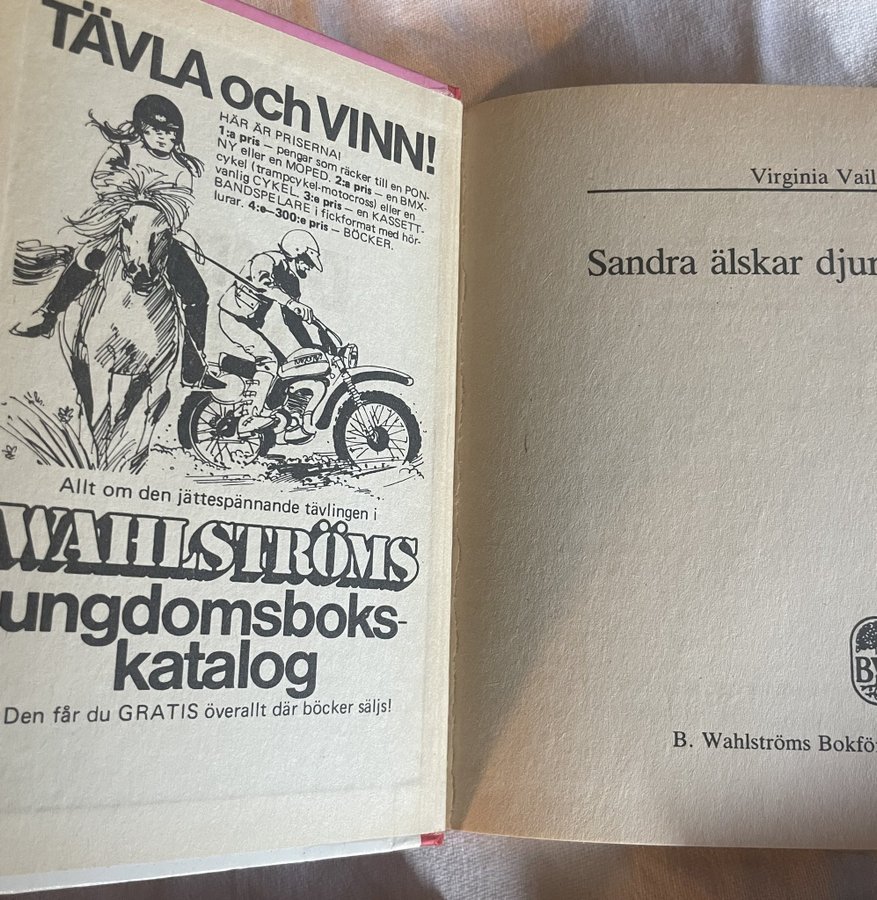 TÄVLA och VINN!
HÄR ÄR PRISERNA!
1:a pris – pengar som räcker till en PON-
NY eller en MOPED. 2:a pris – en BMX-
cykel (trampcykel-motocross) eller en
vanlig CYKEL. 3:e pris – en KASSETT-
BANDSPELARE i fickformat med hör-
lurar. 4:e–300:e pris – BÖCKER.
Allt om den jättespännande tävlingen i
WAHLSTRÖMS
ungdomsboks-
katalog
Den får du GRATIS överallt där böcker säljs!
Virginia Vail
Sandra älskar djur
B. Wahlströms Bokför